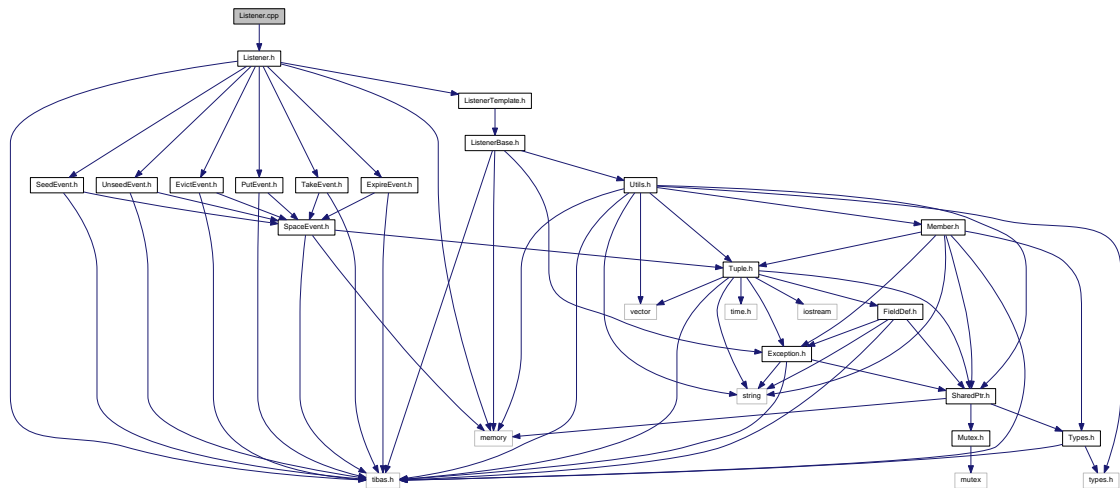 Listener.cpp
Listener.h
ListenerTemplate.h
ListenerBase.h
SeedEvent.h
UnseedEvent.h
EvictEvent.h
PutEvent.h
TakeEvent.h
ExpireEvent.h
Utils.h
SpaceEvent.h
Member.h
Tuple.h
vector
time.h
iostream
FieldDef.h
Exception.h
string
SharedPtr.h
memory
Mutex.h
Types.h
tibas.h
mutex
types.h